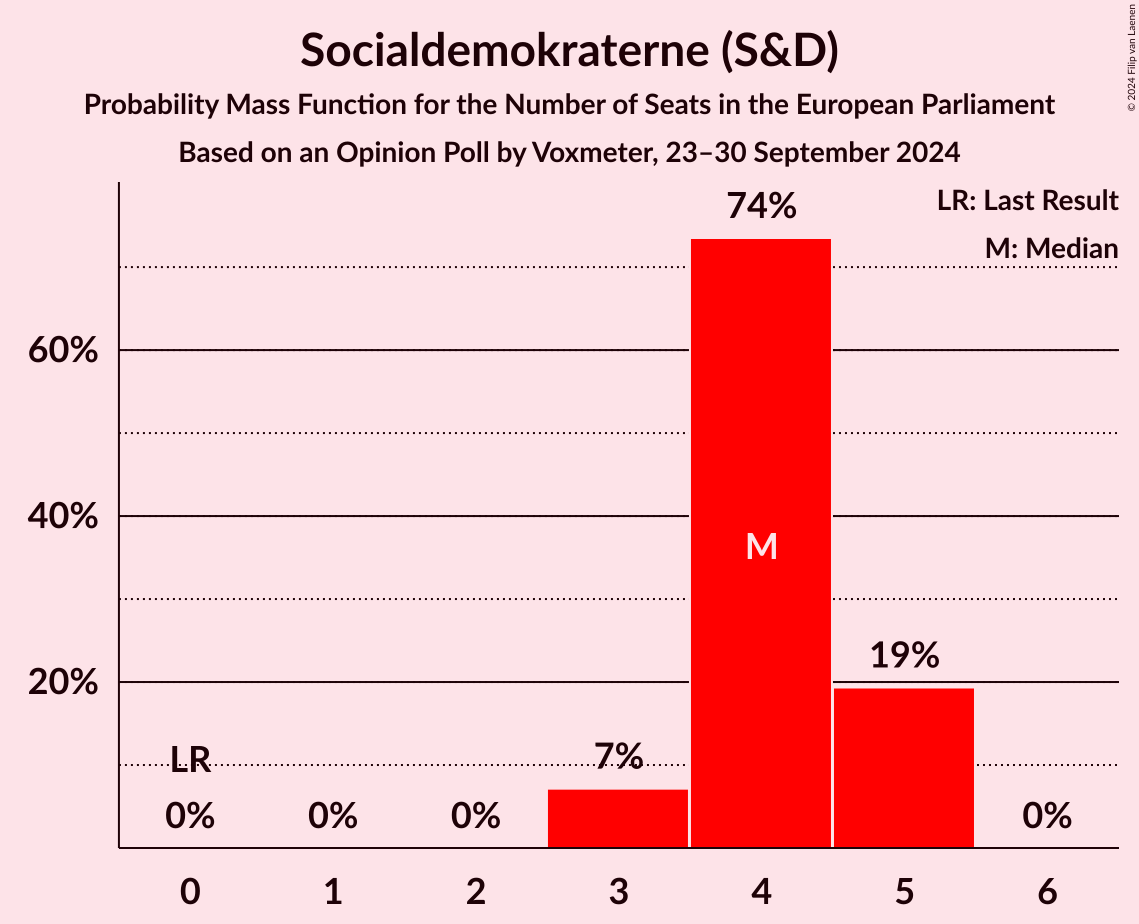 Socialdemokraterne (S&D)
Probability Mass Function for the Number of Seats in the European Parliament
Based on an Opinion Poll by Voxmeter, 23–30 September 2024
© 2024 Filip van Laenen
LR: Last Result
M: Median
74%
60%
40%
M
19%
20%
LR
7%
0%
0%
0%
0%
0
1
2
3
4
5
6